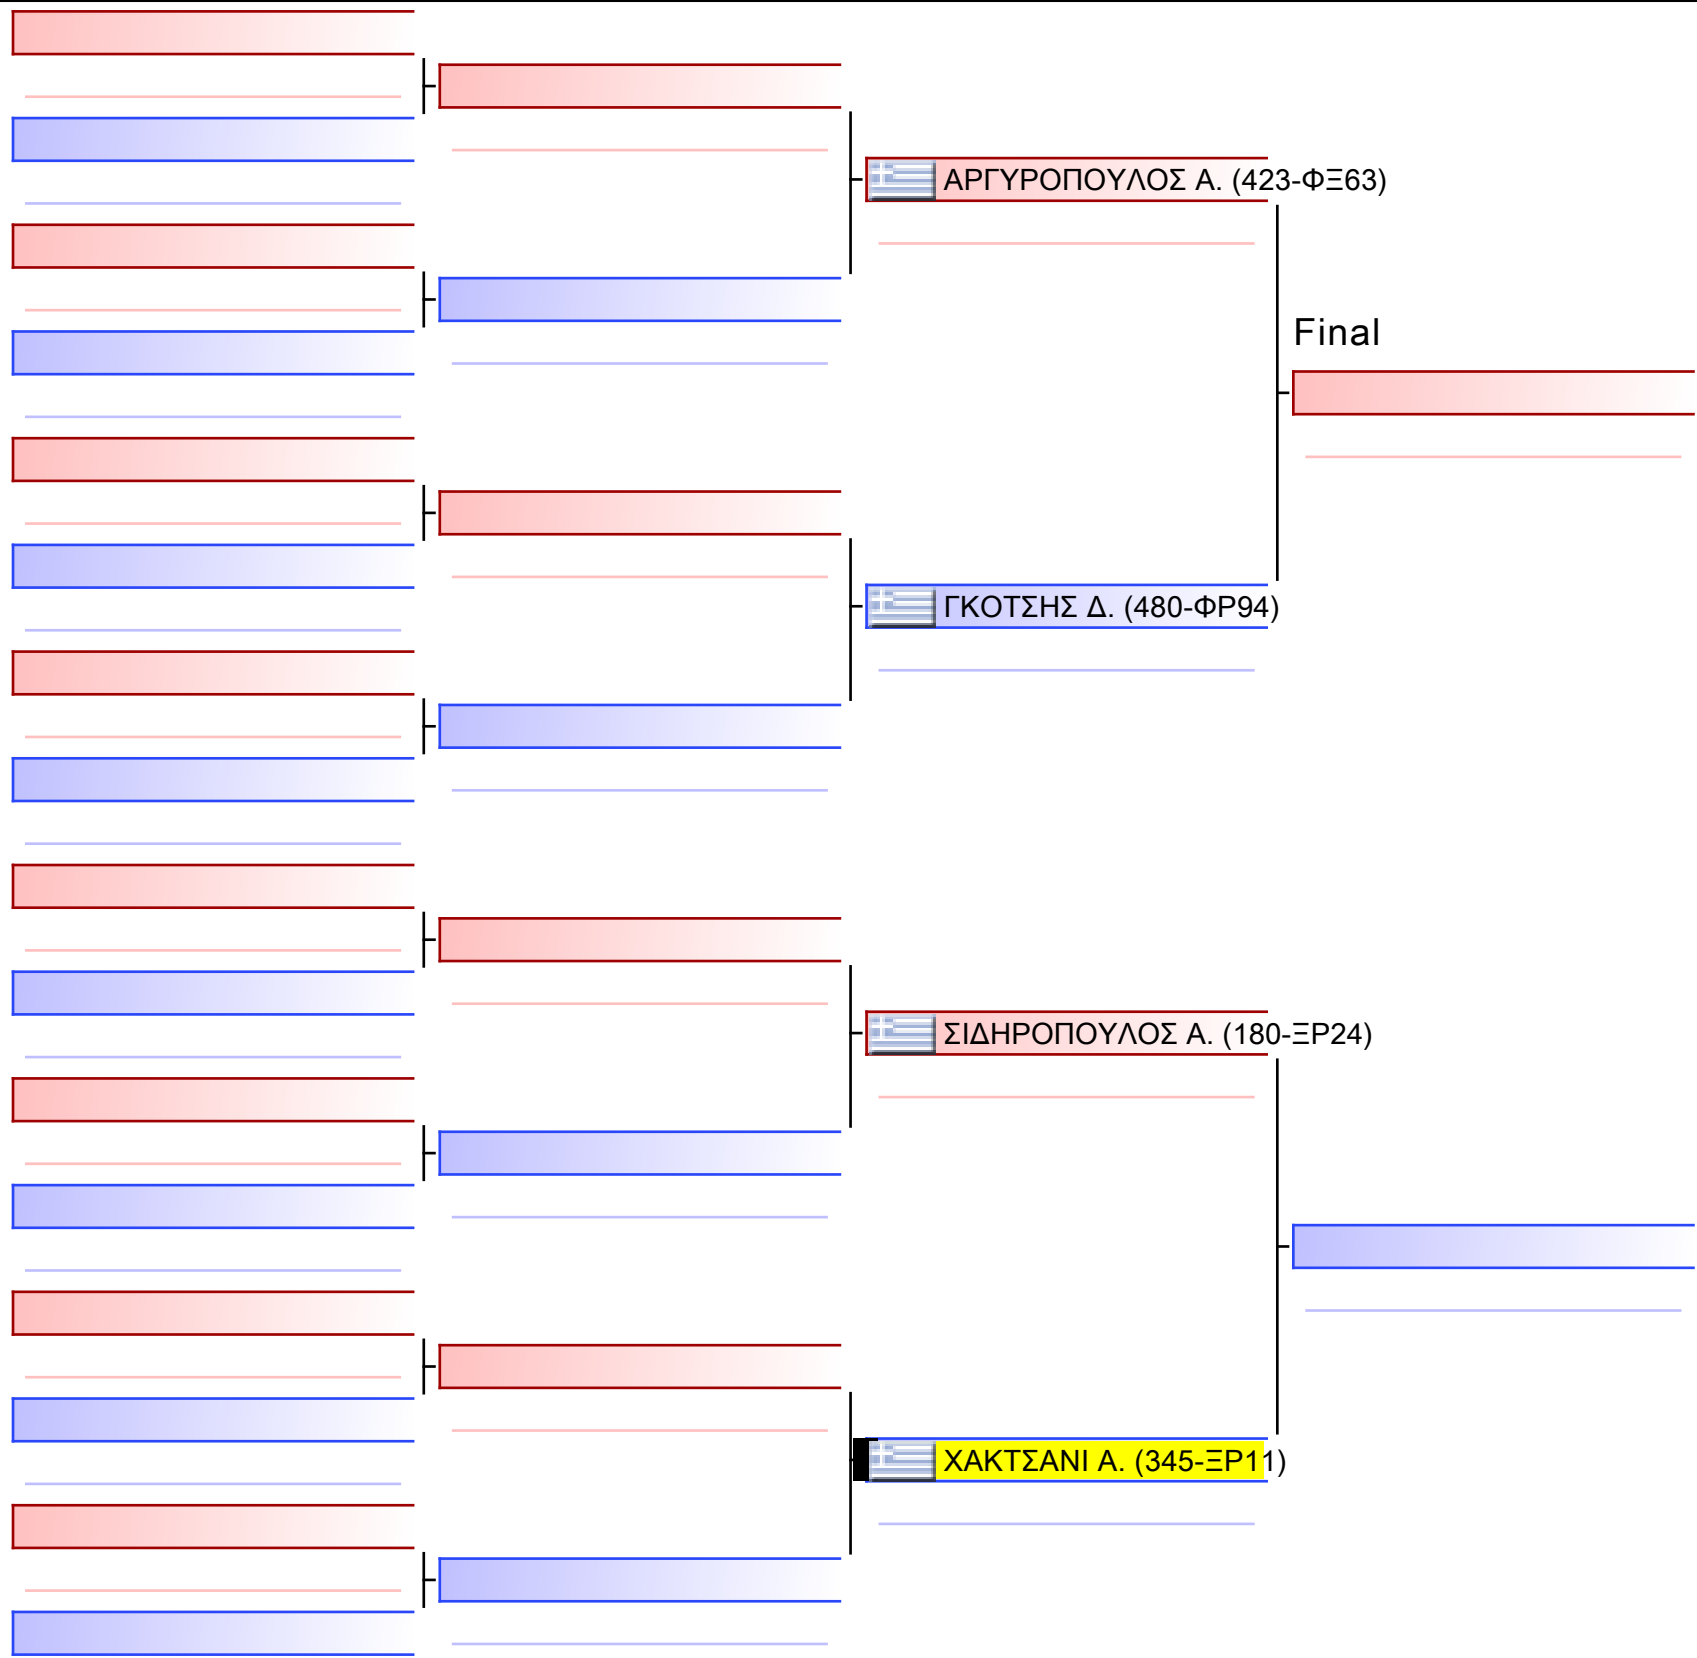 ΑΡΓΥΡΟΠΟΥΛΟΣ Α. (423-ΦΞ63)
Final
ΓΚΟΤΣΗΣ Δ. (480-ΦΡ94)
ΣΙΔΗΡΟΠΟΥΛΟΣ Α. (180-ΞΡ24)
ΧΑΚΤΣΑΝΙ Α. (345-ΞΡ11)